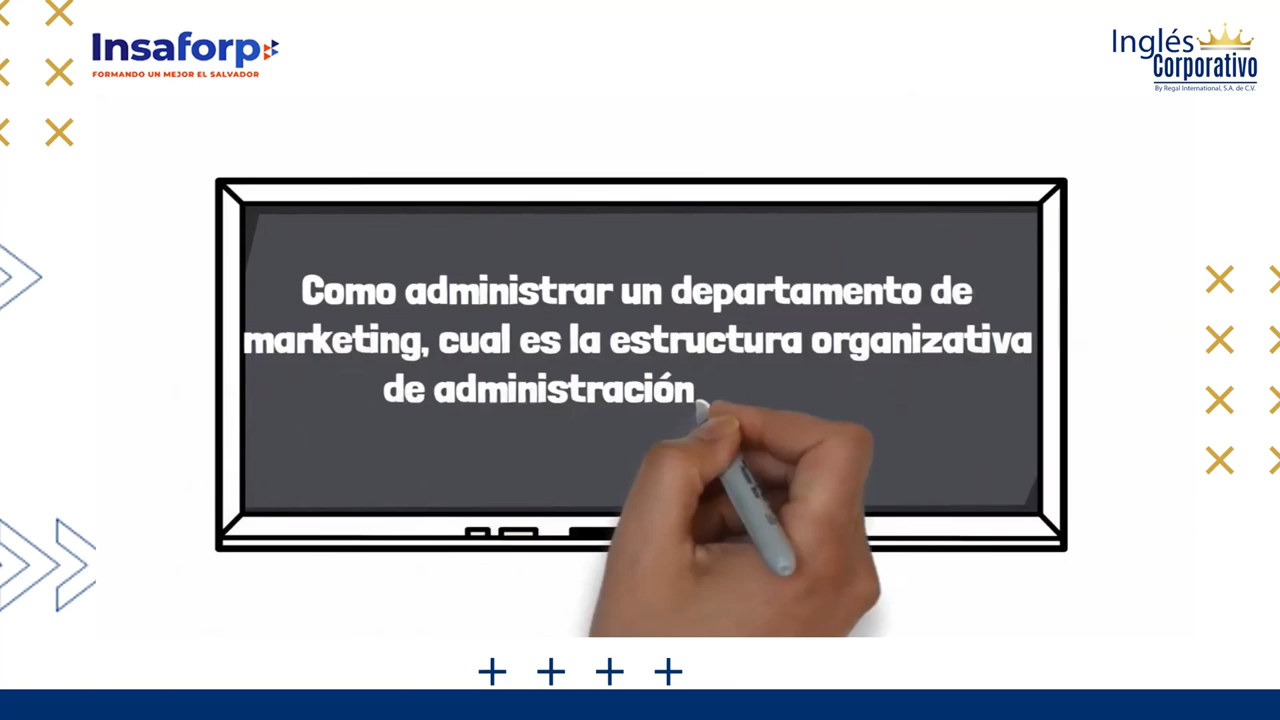 Insaforp
FORMANDO UN MEJOR EL SALVADOR
Inglés
Corporativo
By Regal International, S.A. de C.V.
Como administrar un departamento de
marketing, cual es la estructura organizativa
de administración